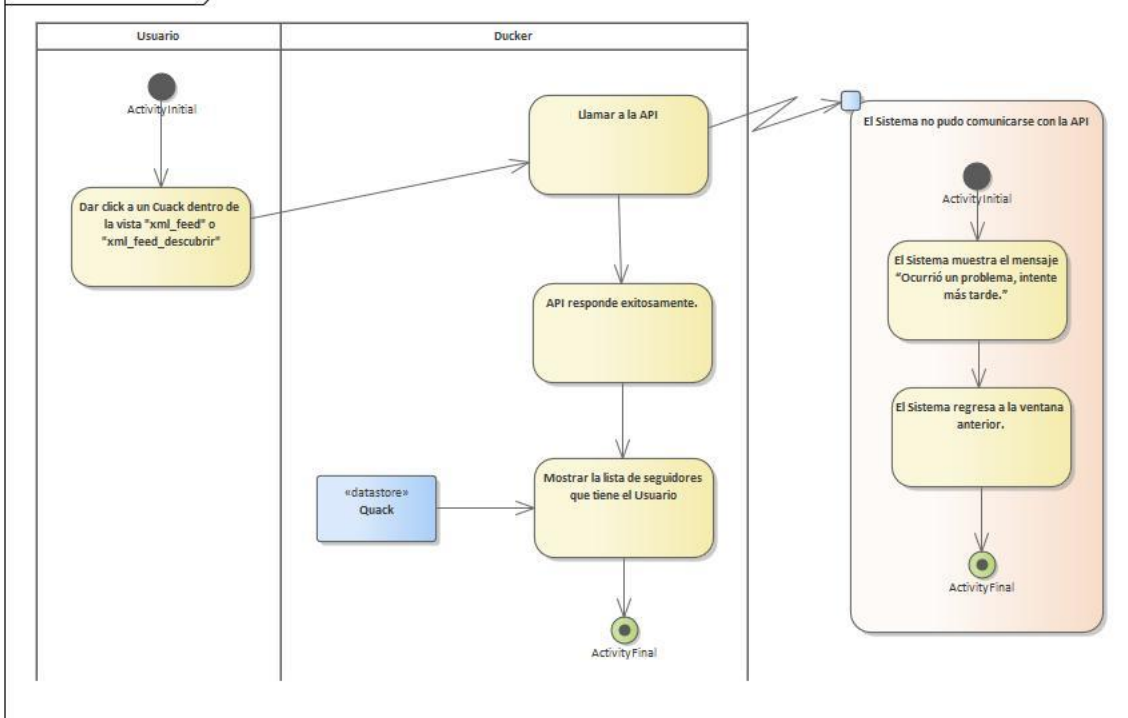 Usuario
Ducker
ActivityInitial
Dar click a un Cuack dentro de
la vista "xml_feed" o
"xml_feed_descubrir"
Llamar a la API
API responde exitosamente.
«datastore»
Quack
Mostrar la lista de seguidores
que tiene el Usuario
ActivityFinal
El Sistema no pudo comunicarse con la API
ActivityInitial
El Sistema muestra el mensaje
“Ocurrió un problema, intente
más tarde.”
El Sistema regresa a la ventana
anterior.
ActivityFinal